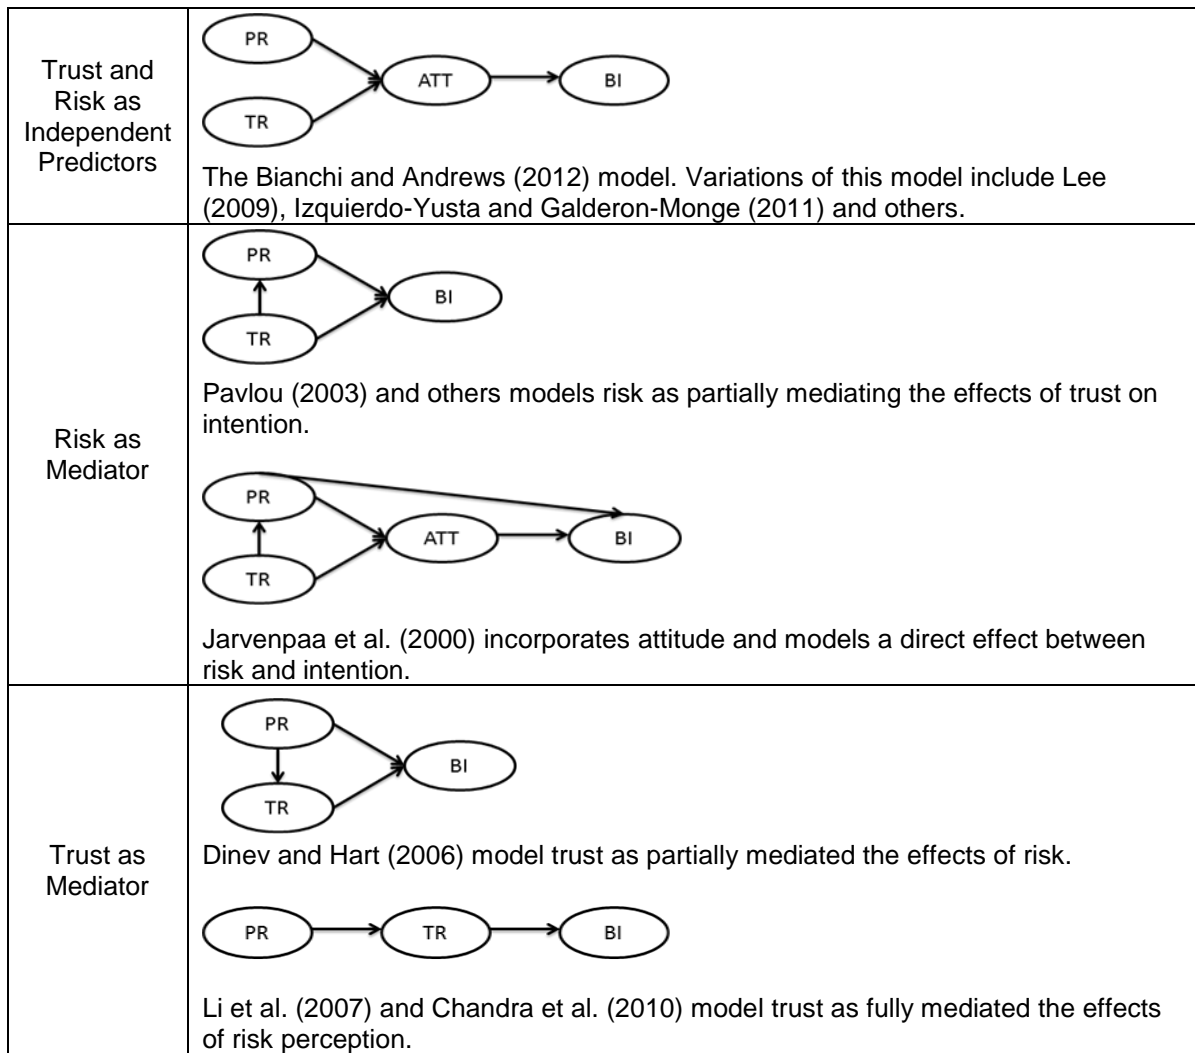 Trust and
Risk as
Independent
Predictors
PR
ATT
BI
TR
The Bianchi and Andrews (2012) model. Variations of this model include Lee
(2009), Izquierdo-Yusta and Galderon-Monge (2011) and others.
Risk as
Mediator
PR
BI
TR
Pavlou (2003) and others models risk as partially mediating the effects of trust on
intention.
PR
ATT
BI
TR
Jarvenpaa et al. (2000) incorporates attitude and models a direct effect between
risk and intention.
Trust as
Mediator
PR
BI
TR
Dinev and Hart (2006) model trust as partially mediated the effects of risk.
PR
TR
BI
Li et al. (2007) and Chandra et al. (2010) model trust as fully mediated the effects
of risk perception.